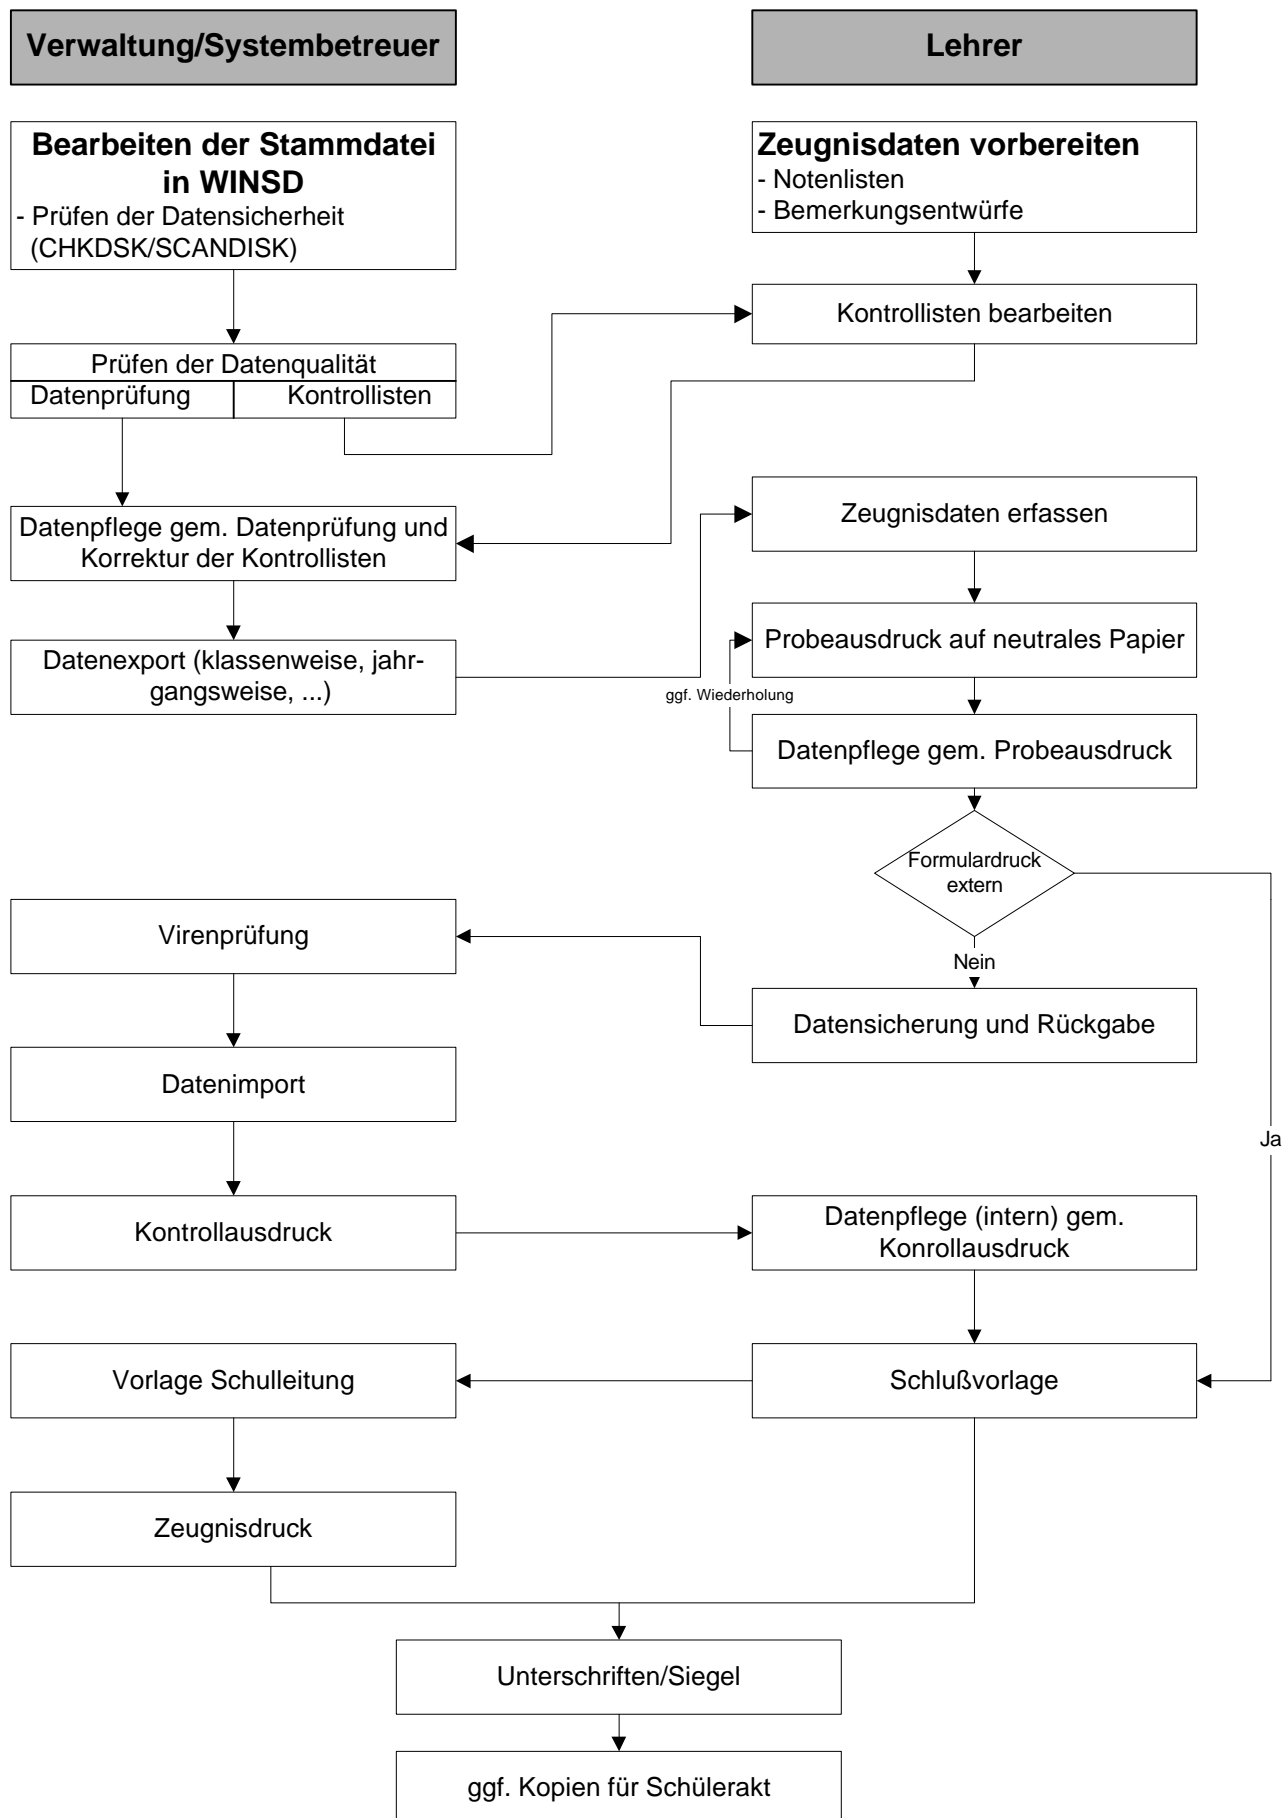 Verwaltung/Systembetreuer
Lehrer
Bearbeiten der Stammdatei
in WINSD
- Prüfen der Datensicherheit
(CHKDSK/SCANDISK)
Zeugnisdaten vorbereiten
- Notenlisten
- Bemerkungsentwürfe
Kontrollisten bearbeiten
Prüfen der Datenqualität
Datenprüfung
Kontrollisten
Datenpflege gem. Datenprüfung und
Korrektur der Kontrollisten
Zeugnisdaten erfassen
Datenexport (klassenweise, jahr-
gangsweise, ...)
Probeausdruck auf neutrales Papier
ggf. Wiederholung
Datenpflege gem. Probeausdruck
Formulardruck
extern
Virenprüfung
Nein
Datensicherung und Rückgabe
Datenimport
Ja
Kontrollausdruck
Datenpflege (intern) gem.
Konrollausdruck
Vorlage Schulleitung
Schlußvorlage
Zeugnisdruck
Unterschriften/Siegel
ggf. Kopien für Schülerakt